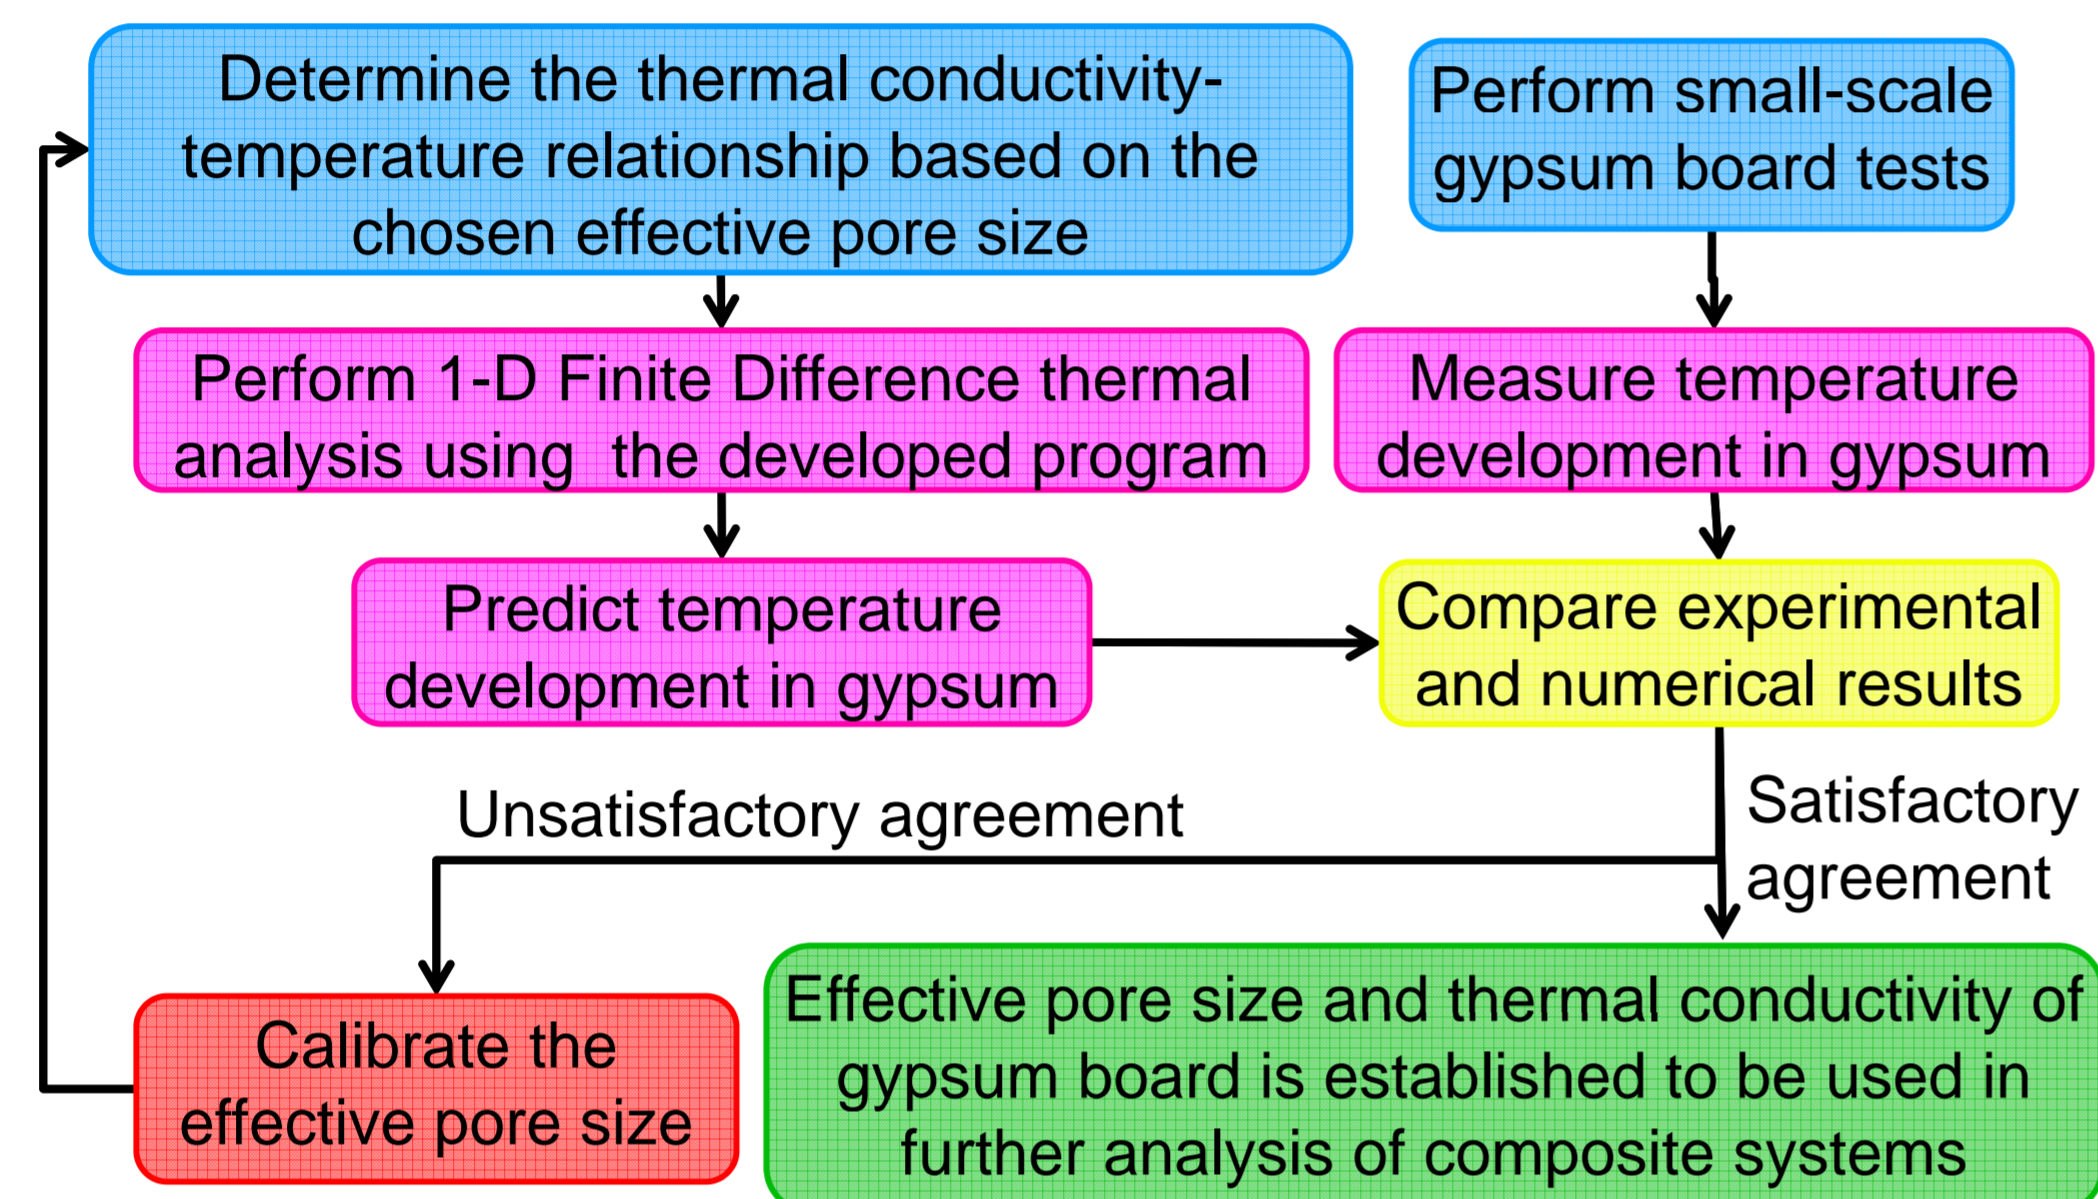 Determine the thermal conductivity-
temperature relationship based on the
chosen effective pore size
Perform small-scale
gypsum board tests
Perform 1-D Finite Difference thermal
analysis using the developed program
Measure temperature
development in gypsum
Predict temperature
development in gypsum
Compare experimental
and numerical results
Unsatisfactory agreement
Satisfactory
agreement
Calibrate the
effective pore size
Effective pore size and thermal conductivity of
gypsum board is established to be used in
further analysis of composite systems